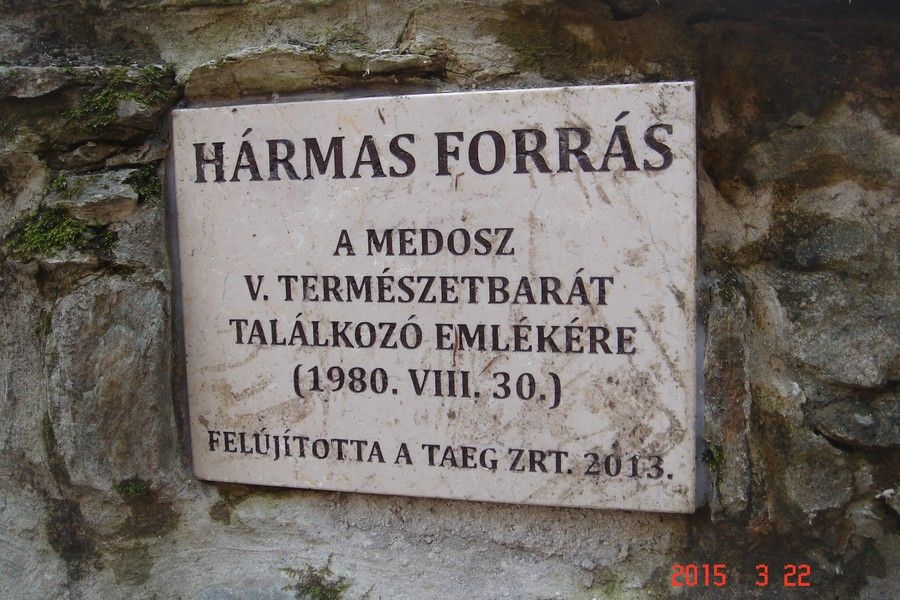 HÁRMAS FORRÁS
A MEDOSZ
V. TERMÉSZETBARÁT
TALÁLKOZÓ EMLÉKÉRE
(1980. VIII. 30.)
FELÚJÍTOTTA A TAEG ZRT. 2013.
2015 3 22